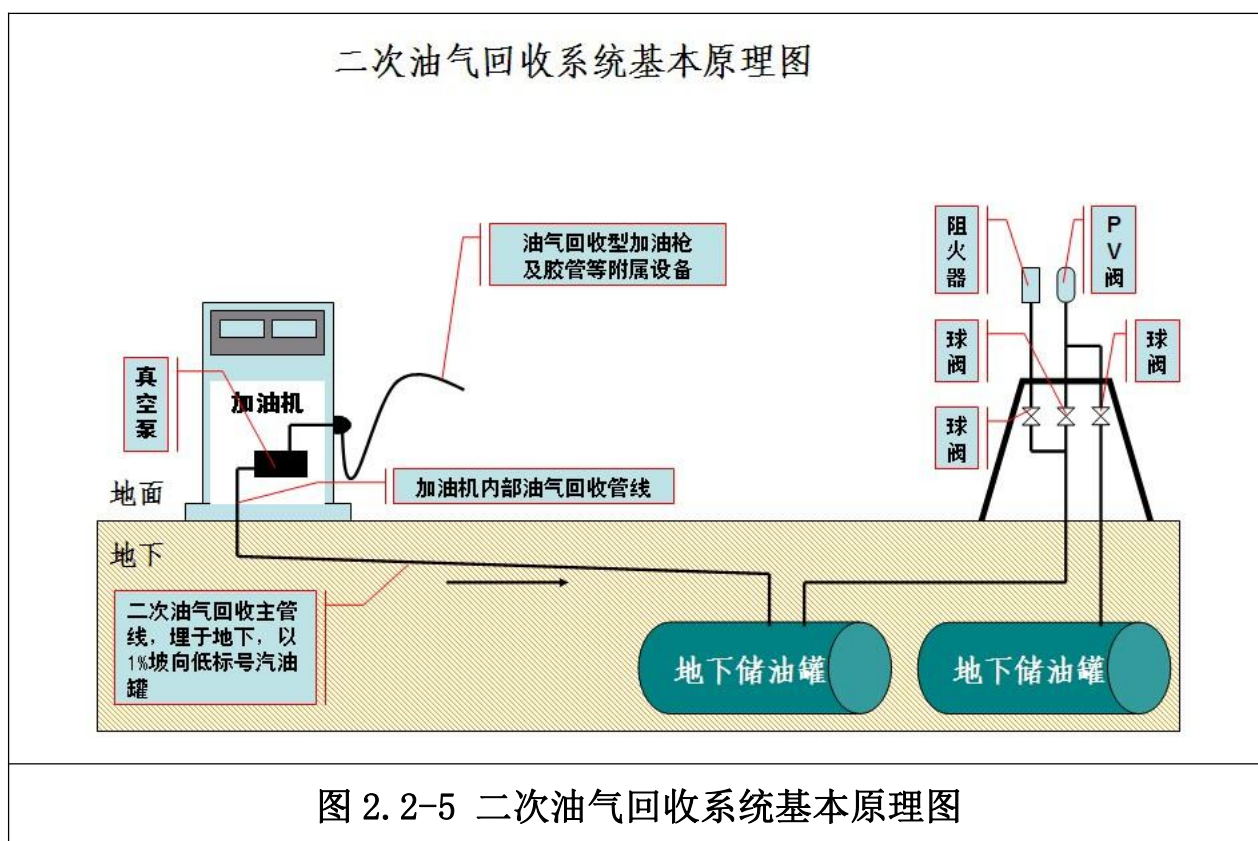 二次油气回收系统基本原理图
油气回收型加油枪
及胶管等附属设备
阻
火
器
P
V
阀
真
空
泵
加油机
球
阀
球
阀
球
阀
加油机内部油气回收管线
地面
地下
二次油气回收主管
线，埋于地下，以
1%坡向低标号汽油
罐
地下储油罐
地下储油罐
图 2.2-5 二次油气回收系统基本原理图